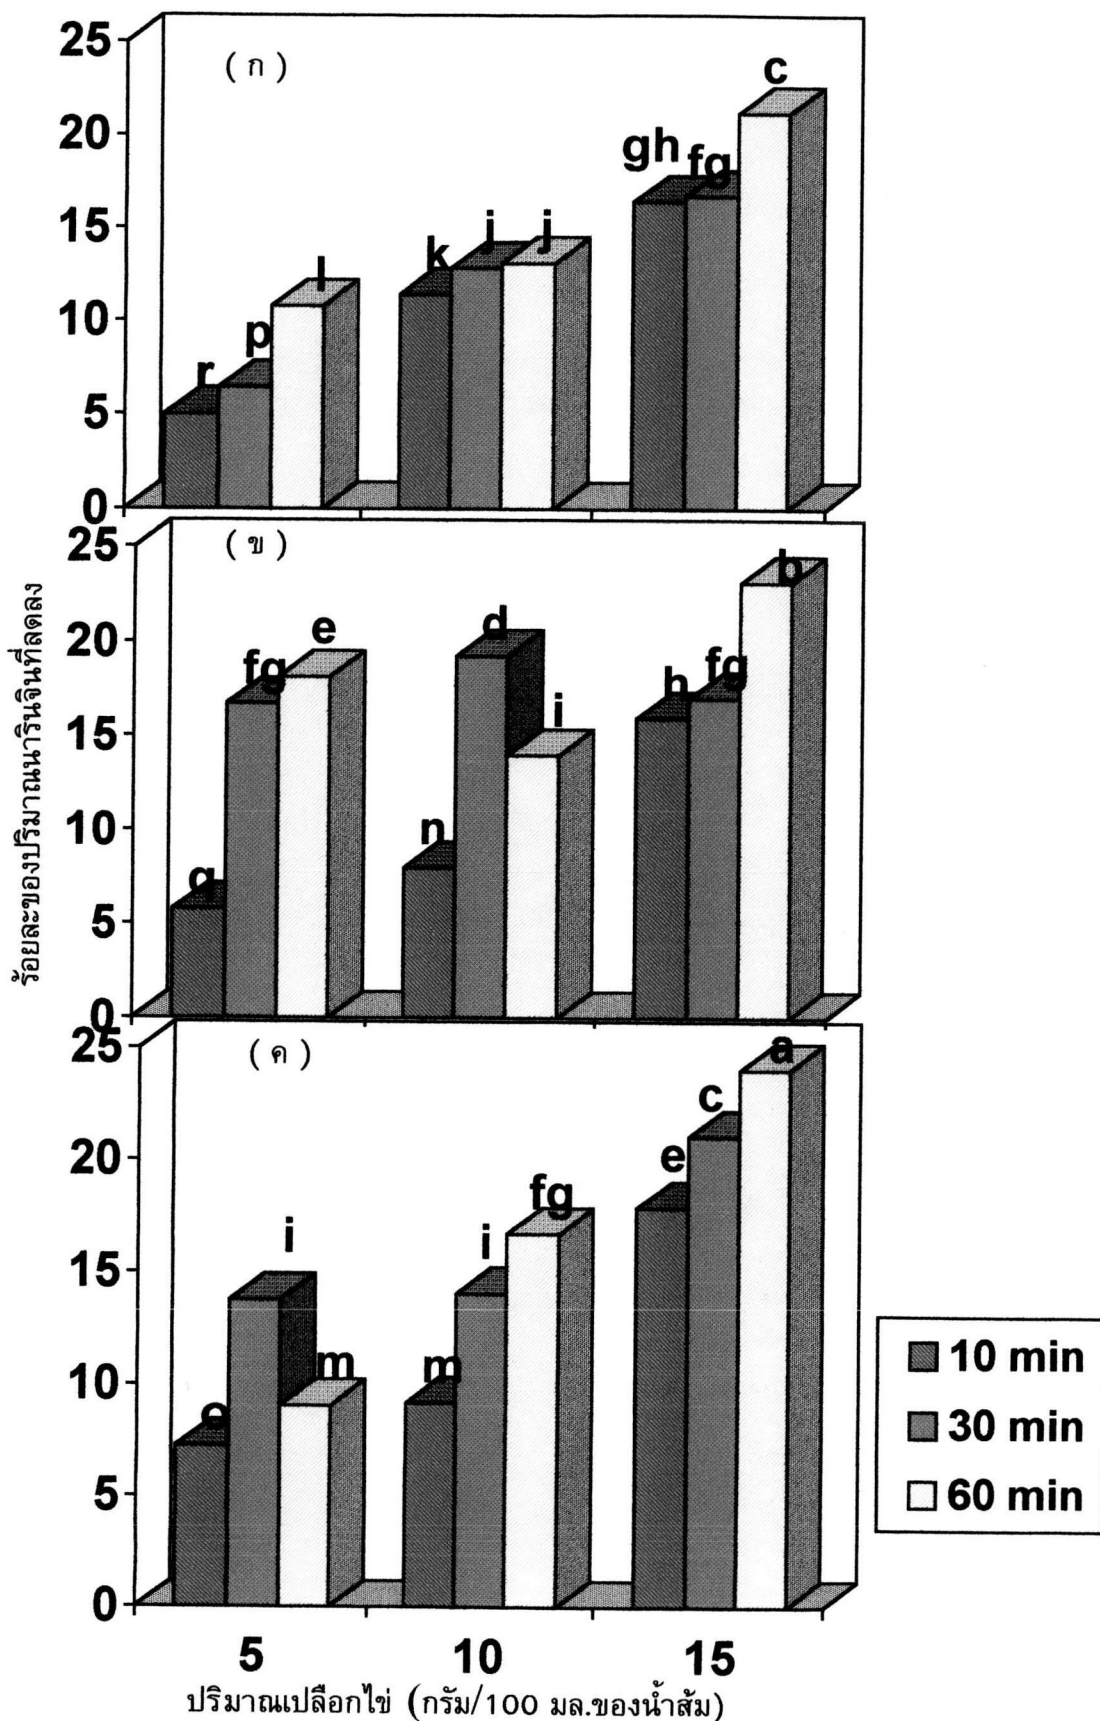 25
( ก )
c
20
gh
fg
15
j
j
k
l
10
p
r
5
0
ร้อยละของปริมาณนารินจินที่ลดลง
25
( ข )
b
20
e
d
fg
h
fg
15
i
10
n
q
5
0
25
( ค )
a
c
20
e
fg
15
i
i
10
m
m
o
5
0
10 min
30 min
60 min
5
10
15
ปริมาณเปลือกไข่ (กรัม/100 มล.ของน้ำส้ม)